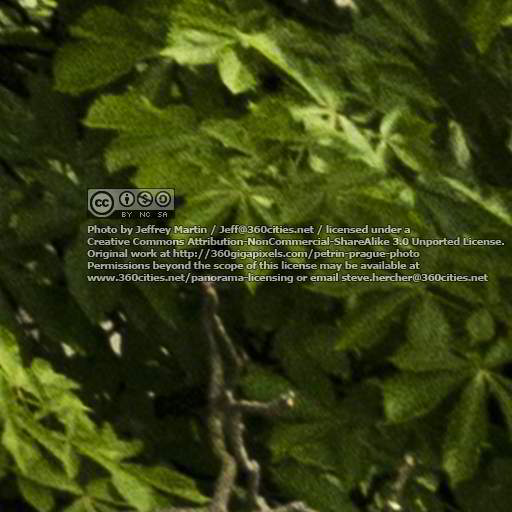 cc
BY NC SA
Photo by Jeffrey Martin / Jeff@360cities.net / licensed under a
Creative Commons Attribution-NonCommercial-ShareAlike 3.0 Unported License.
Original work at http://360gigapixels.com/petrin-prague-photo
Permissions beyond the scope of this license may be available at
www.360cities.net/panorama-licensing or email steve.hercher@360cities.net